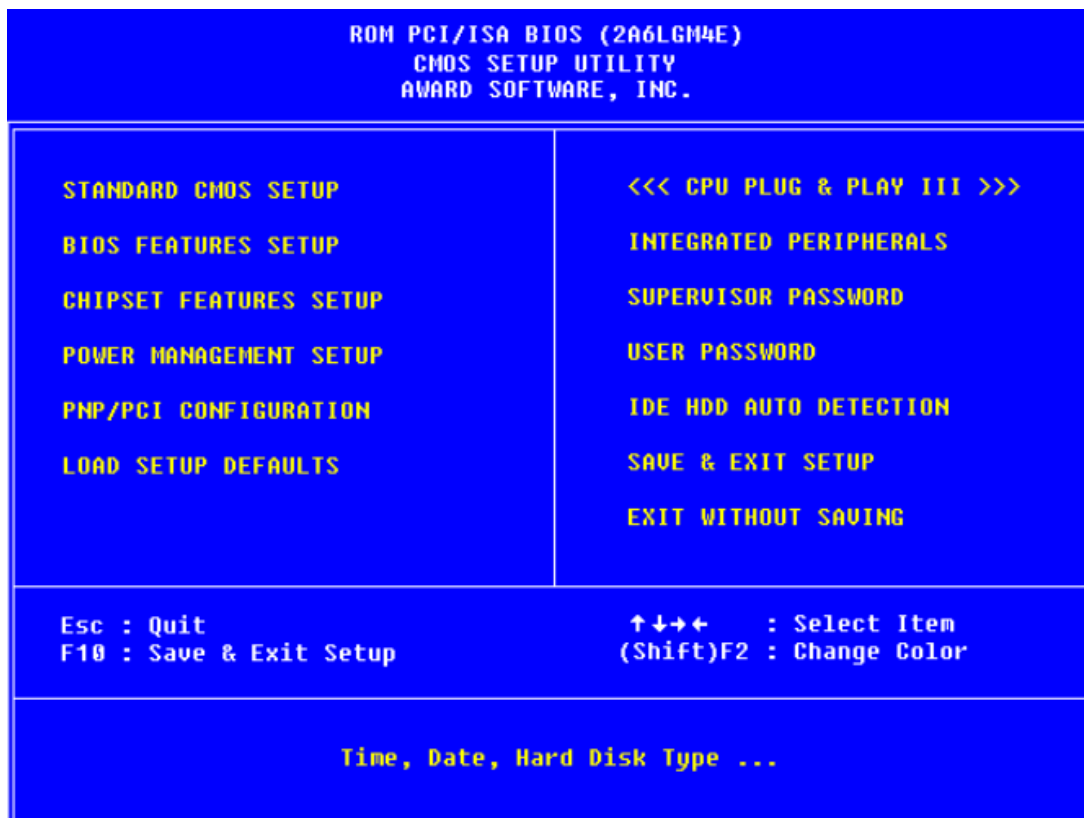 ROM PCI/ISA BIOS (2A6LGM4E)
CMOS SETUP UTILITY
AWARD SOFTWARE, INC.
STANDARD CMOS SETUP
BIOS FEATURES SETUP
CHIPSET FEATURES SETUP
POWER MANAGEMENT SETUP
PNP/PCI CONFIGURATION
LOAD SETUP DEFAULTS
<<< CPU PLUG & PLAY III >>>
INTEGRATED PERIPHERALS
SUPERVISOR PASSWORD
USER PASSWORD
IDE HDD AUTO DETECTION
SAVE & EXIT SETUP
EXIT WITHOUT SAVING
Esc : Quit
F10 : Save & Exit Setup
↑↓→← : Select Item
(Shift)F2 : Change Color
Time, Date, Hard Disk Type ...